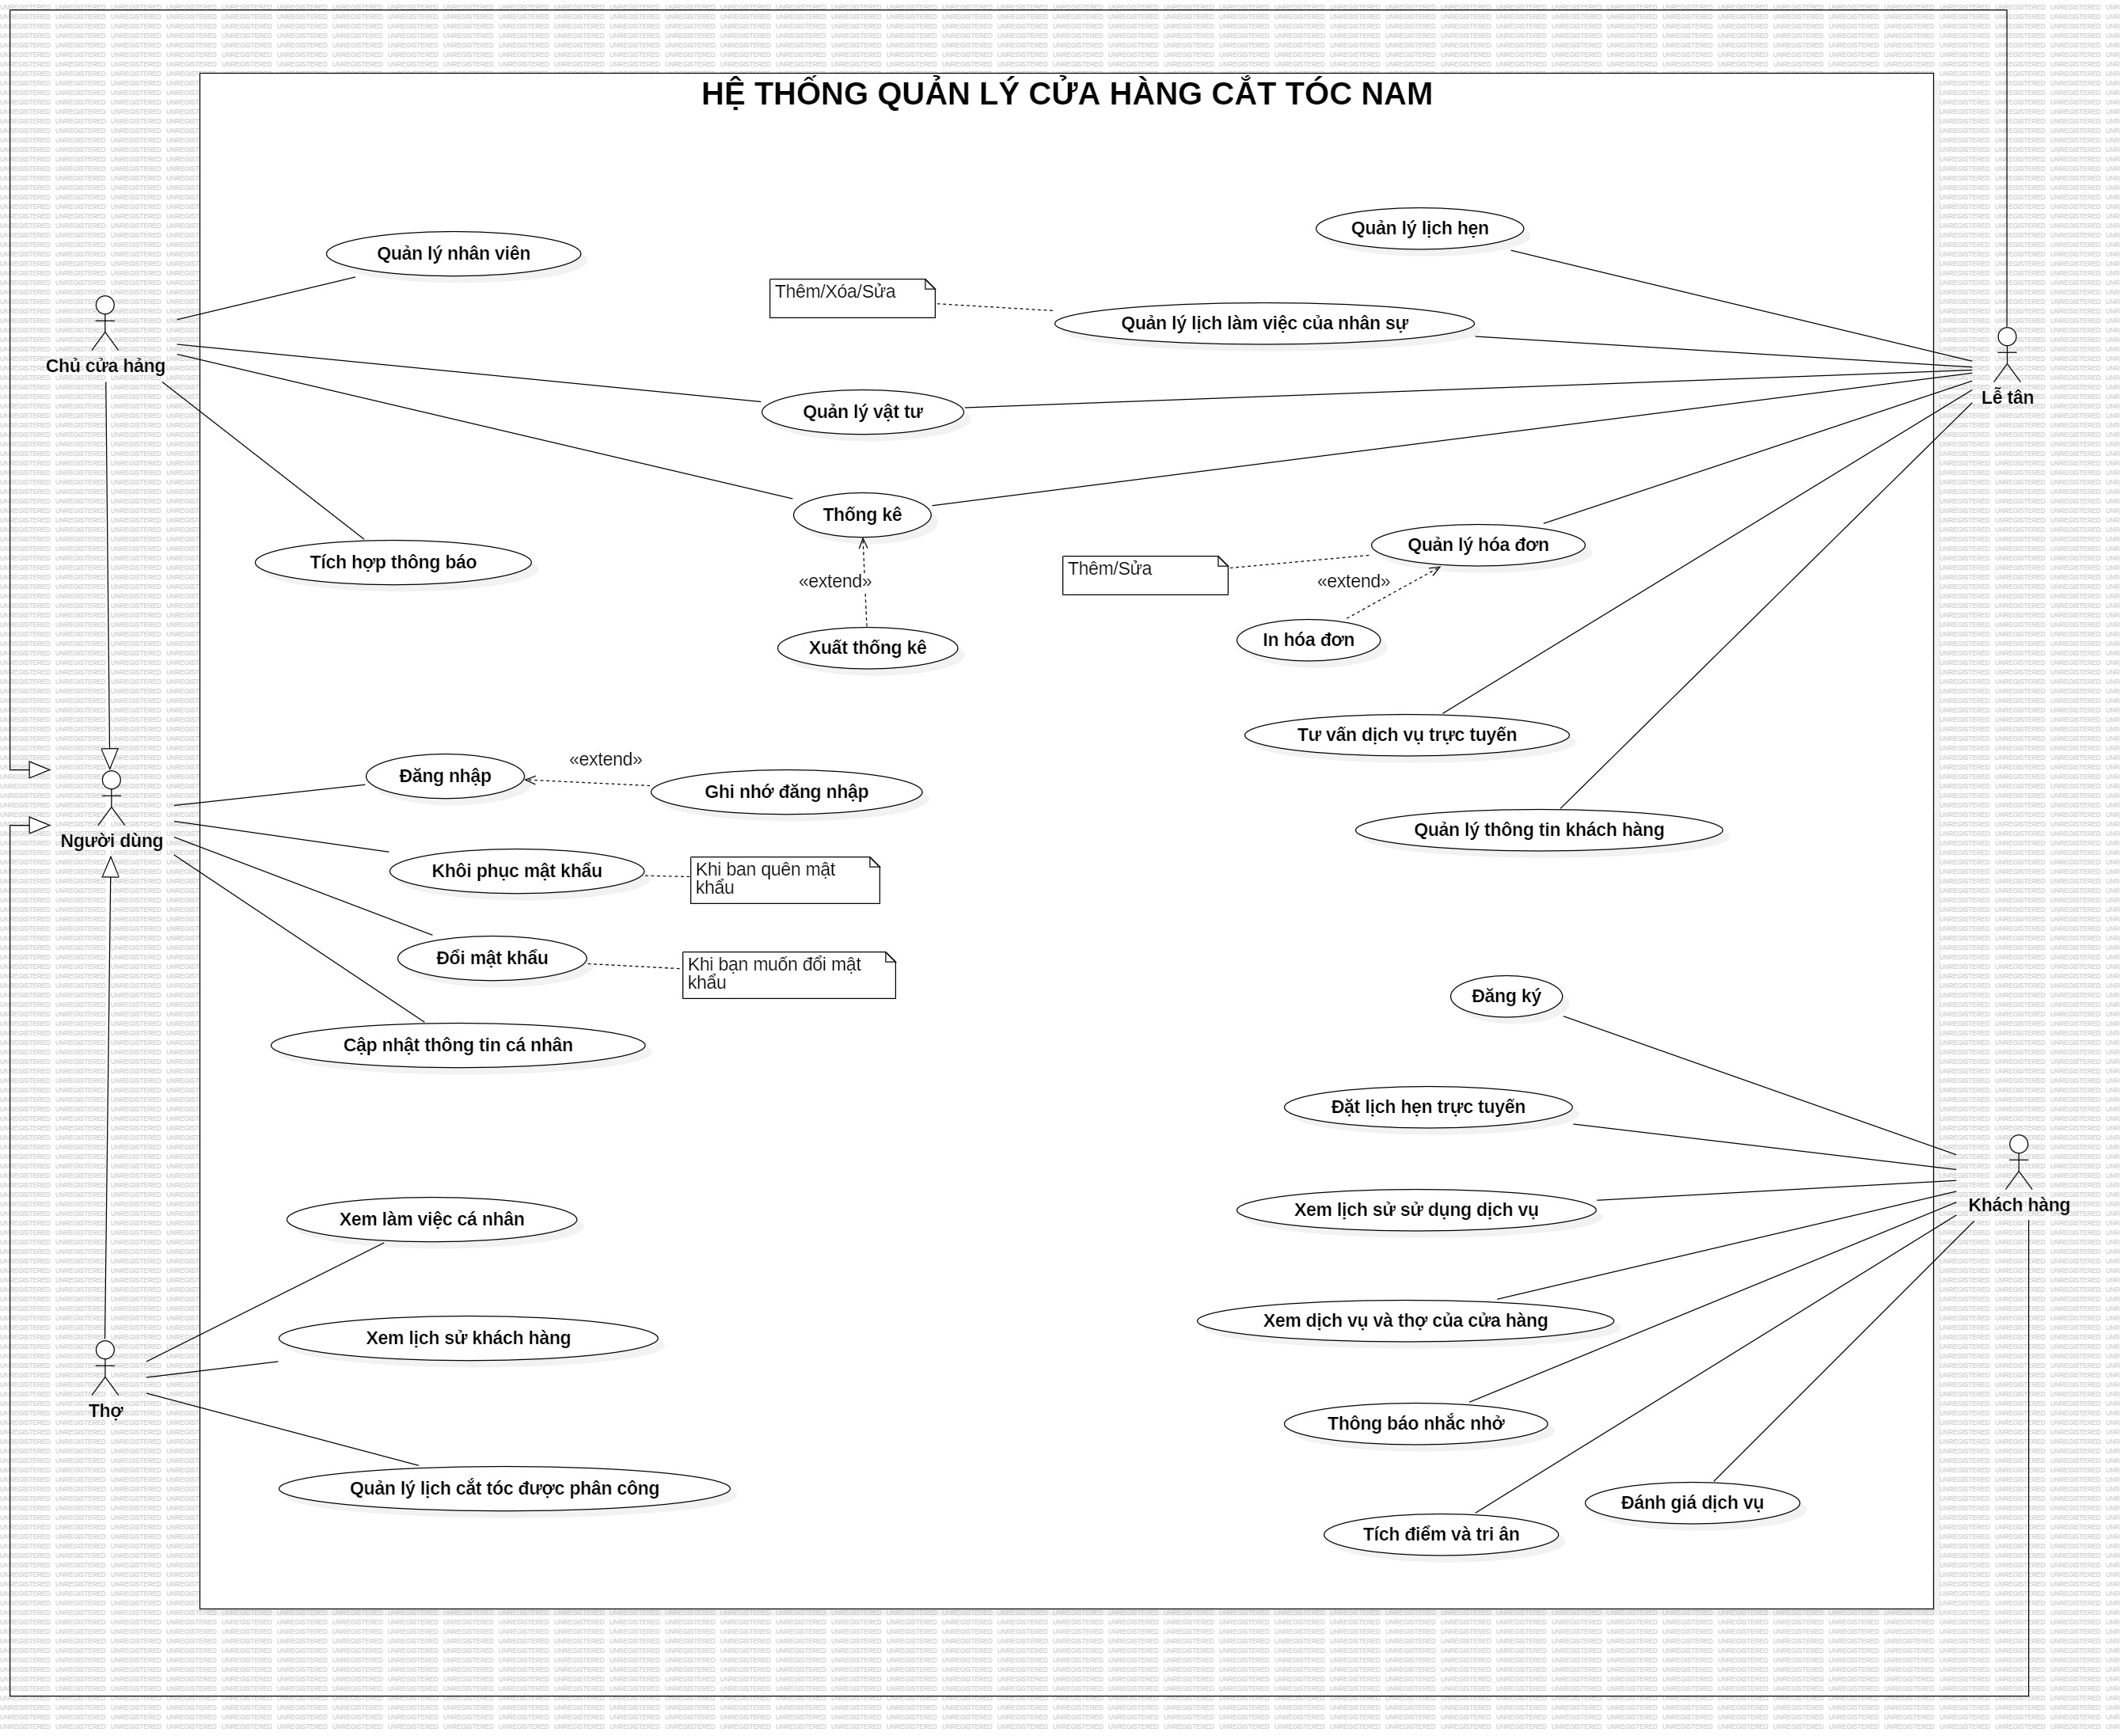 HỆ THỐNG QUẢN LÝ CỬA HÀNG CẮT TÓC NAM
Quản lý lịch hẹn
Quản lý nhân viên
Thêm/Xóa/Sửa
Quản lý lịch làm việc của nhân sự
Chủ cửa hảng
Lễ tân
Quản lý vật tư
Thống kê
Quản lý hóa đơn
Tích hợp thông báo
Thêm/Sửa
«extend»
«extend»
In hóa đơn
Xuất thống kê
Tư vấn dịch vụ trực tuyến
«extend»
Đăng nhập
Ghi nhớ đăng nhập
Quản lý thông tin khách hàng
Người dùng
Khôi phục mật khẩu
Khi ban quên mật
khẩu
Đổi mật khẩu
Khi bạn muốn đổi mật
khẩu
Đăng ký
Cập nhật thông tin cá nhân
Đặt lịch hẹn trực tuyến
Khách hàng
Xem lịch sử sử dụng dịch vụ
Xem làm việc cá nhân
Xem dịch vụ và thợ của cửa hàng
Xem lịch sử khách hàng
Thợ
Thông báo nhắc nhở
Quản lý lịch cắt tóc được phân công
Đánh giá dịch vụ
Tích điểm và tri ân
UNREGISTERED